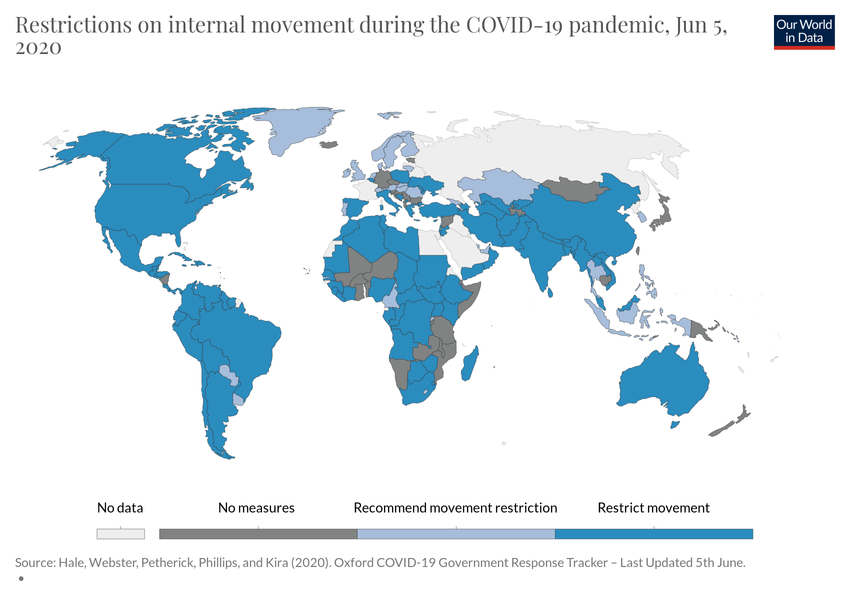 Restrictions on internal movement during the COVID-19 pandemic, Jun 5,
2020
Our World
in Data
No data
No measures
Recommend movement restriction
Restrict movement
Source: Hale, Webster, Petherick, Phillips, and Kira (2020). Oxford COVID-19 Government Response Tracker – Last Updated 5th June.